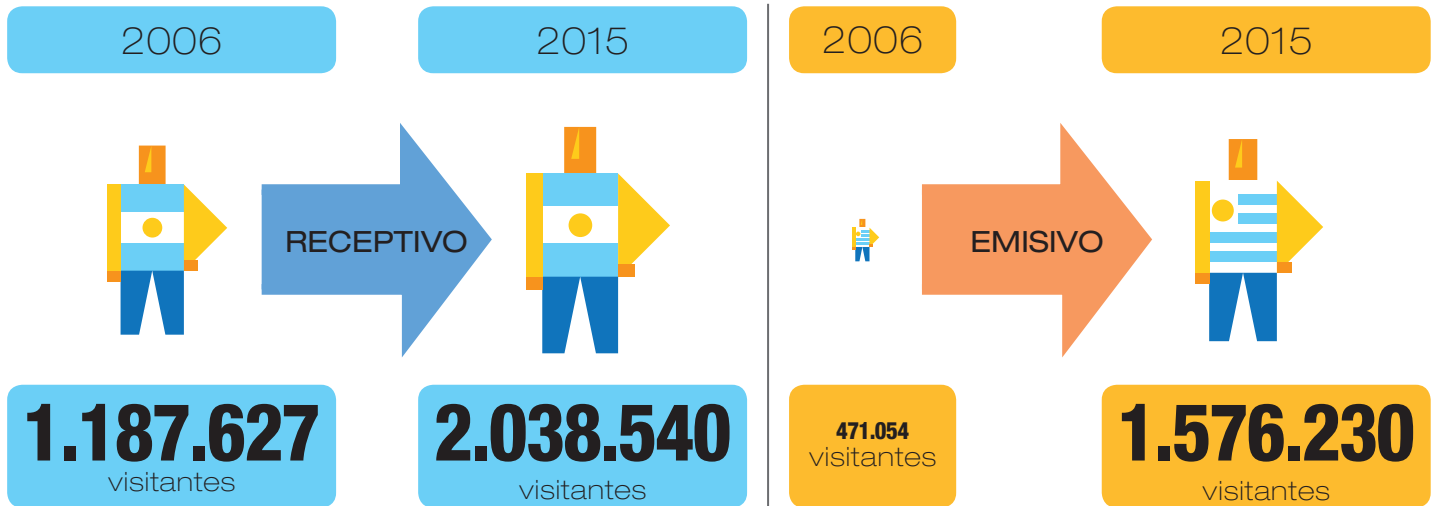 2006
2015
RECEPTIVO
1.187.627
visitantes
2.038.540
visitantes
2006
2015
EMISIVO
471.054
visitantes
1.576.230
visitantes